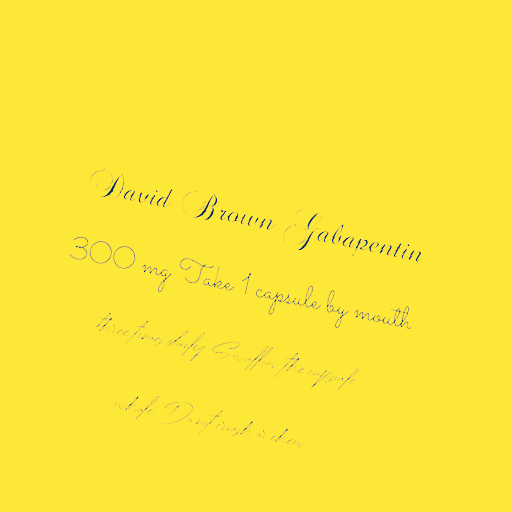 David Brown Gabapentin
300 mg Take 1 capsule by mouth
three times daily Swallow the capsule
whole Do not crush or chew